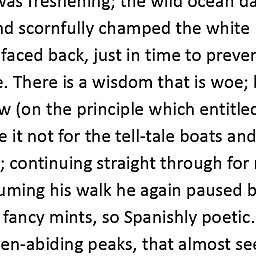 was freshening; the wild ocean da
nd scornfully champed the white
faced back, just in time to preven
e. There is a wisdom that is woe;
w (on the principle which entitled
e it not for the tell-tale boats and
; continuing straight through for
uming his walk he again paused b
fancy mints, so Spanishly poetic.
en-abiding peaks, that almost see